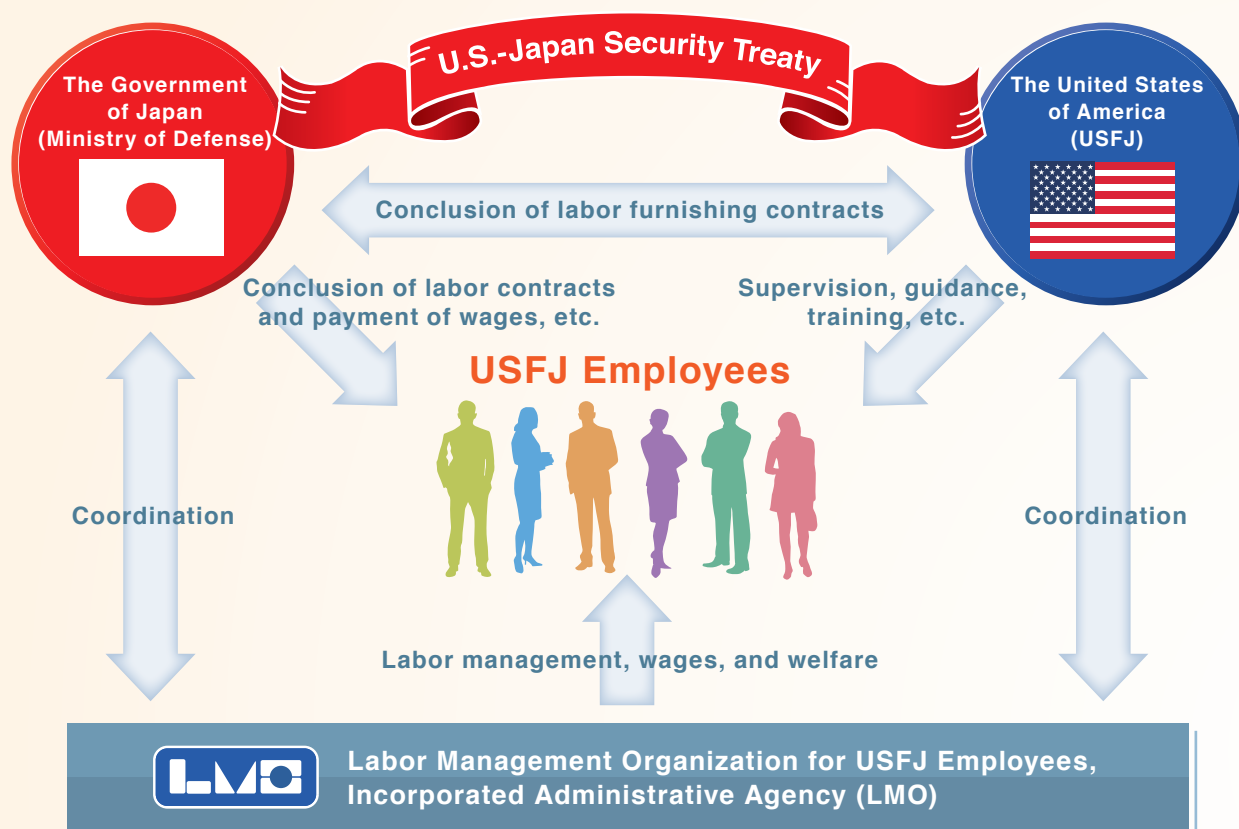 U.S.-Japan Security Treaty
The Government
of Japan
(Ministry of Defense)
The United States
of America
(USFJ)
Conclusion of labor furnishing contracts
Conclusion of labor contracts
and payment of wages, etc.
Supervision, guidance,
training, etc.
USFJ Employees
Coordination
Coordination
Labor management, wages, and welfare
LMO
Labor Management Organization for USFJ Employees,
Incorporated Administrative Agency (LMO)